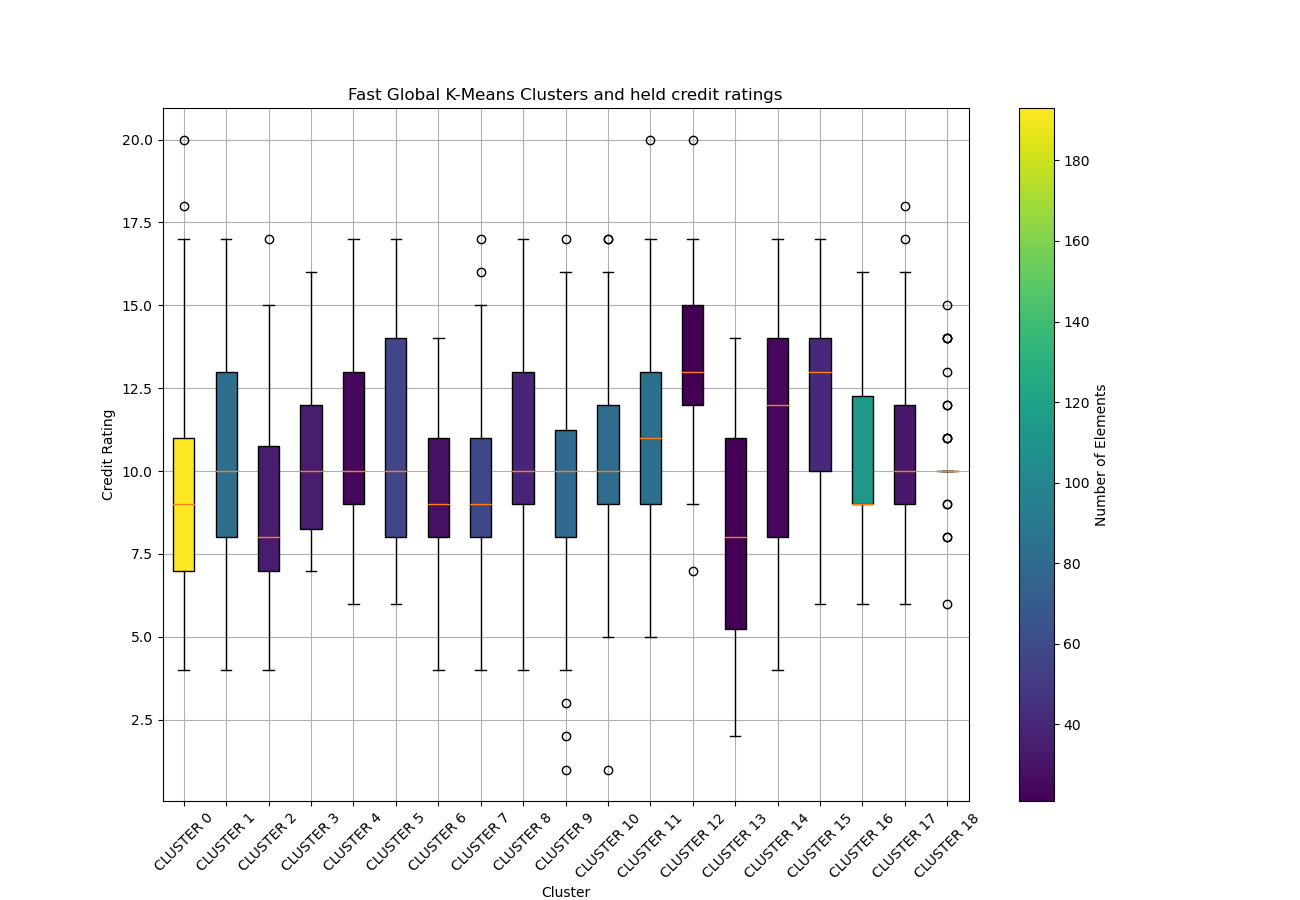 Fast Global K-Means Clusters and held credit ratings
20.0
17.5
15.0
12.5
10.0
7.5
5.0
2.5
Credit Rating
CLUSTER 0
CLUSTER 1
CLUSTER 2
CLUSTER 3
CLUSTER 4
CLUSTER 5
CLUSTER 6
CLUSTER 7
CLUSTER 8
CLUSTER 9
CLUSTER 10
CLUSTER 11
CLUSTER 12
CLUSTER 13
CLUSTER 14
CLUSTER 15
CLUSTER 16
CLUSTER 17
CLUSTER 18
Cluster
180
160
140
120
100
80
60
40
Number of Elements